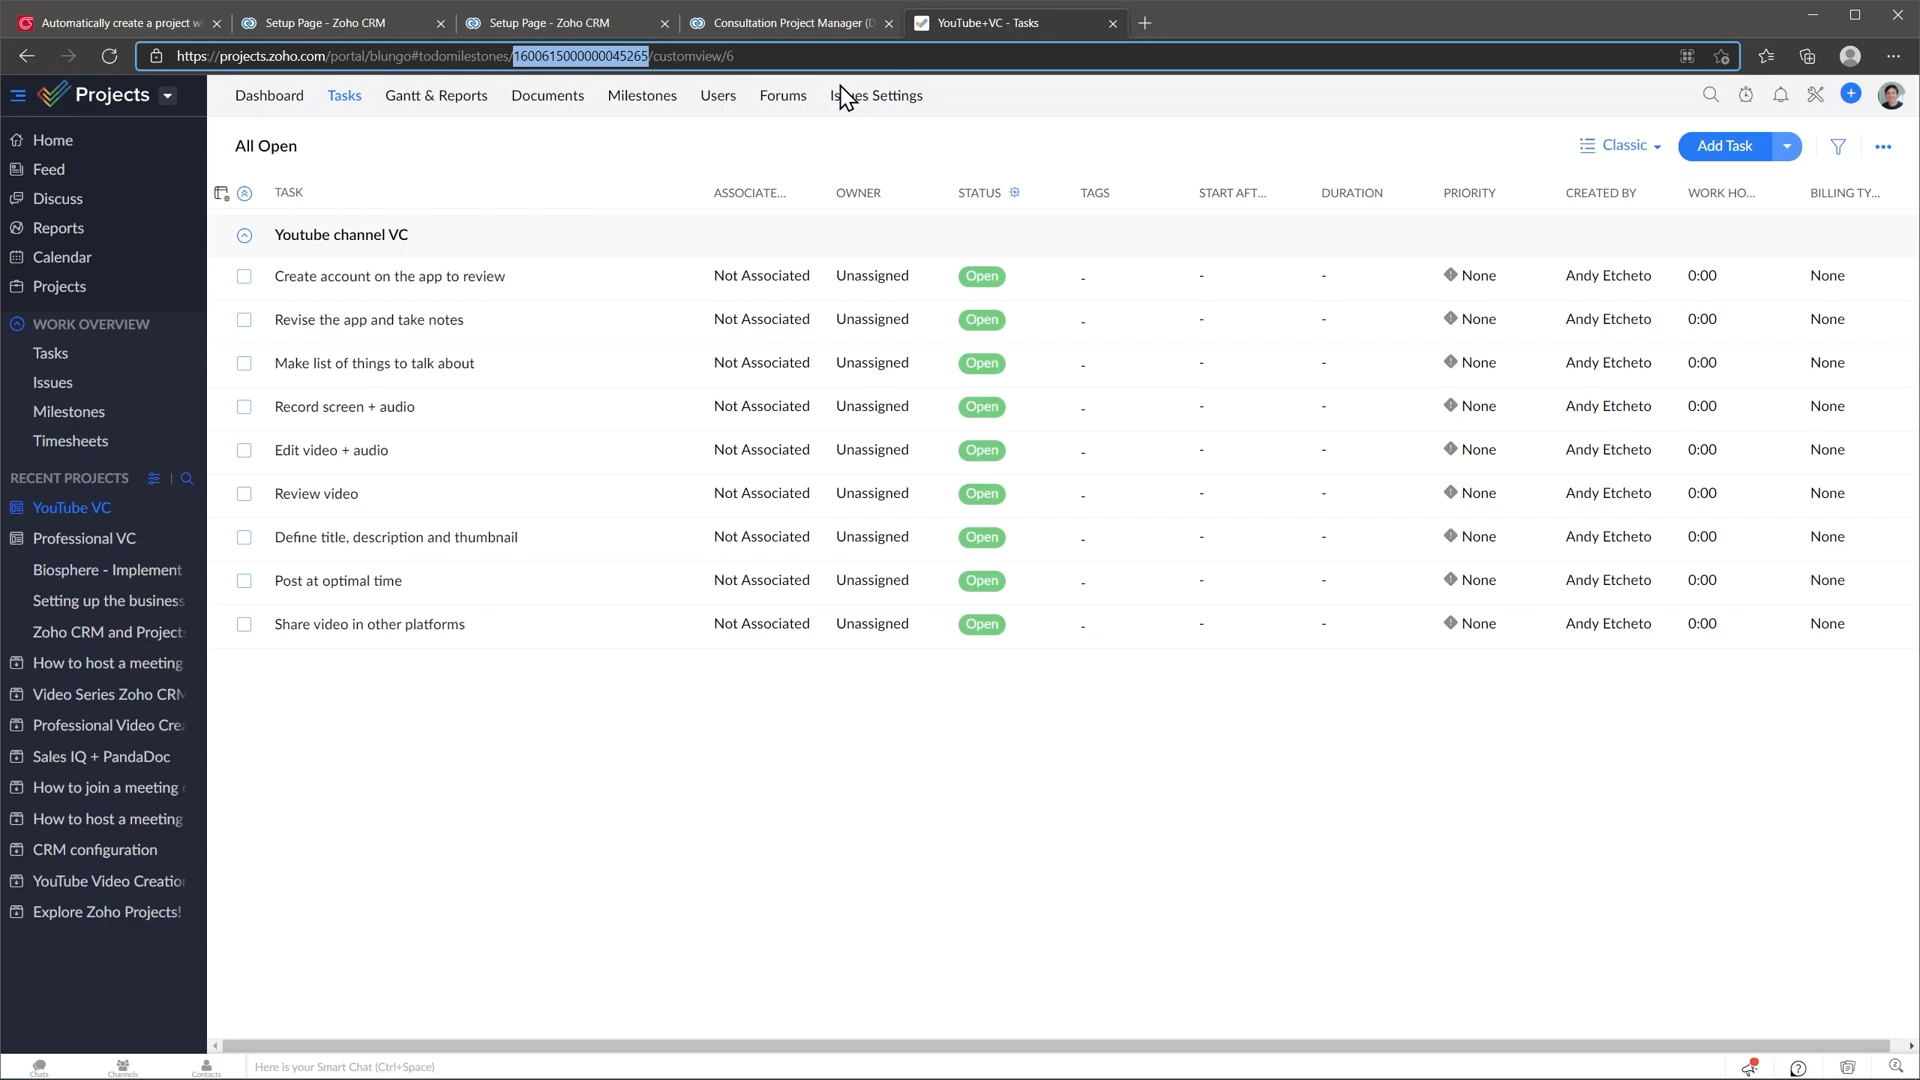 Automatically create a project w
Setup Page - Zoho CRM
Setup Page - Zoho CRM
Consultation Project Manager (D
YouTube+VC - Tasks
https://projects.zoho.com/portal/blungo#todomilestones/1600615000000045265/customview/6
Projects
Dashboard
Tasks
Gantt & Reports
Documents
Milestones
Users
Forums
Issues Settings
Home
Feed
Discuss
Reports
Calendar
Projects
WORK OVERVIEW
Tasks
Issues
Milestones
Timesheets
RECENT PROJECTS
YouTube VC
Professional VC
Biosphere - Implement
Setting up the business
Zoho CRM and Projects
How to host a meeting
Video Series Zoho CRM
Professional Video Crea
Sales IQ + PandaDoc
How to join a meeting
How to host a meeting
CRM configuration
YouTube Video Creation
Explore Zoho Projects!
All Open
Classic
Add Task
TASK ASSOCIATE... OWNER STATUS TAGS START AFT... DURATION PRIORITY CREATED BY WORK HO... BILLING TY...
Youtube channel VC
Create account on the app to review Not Associated Unassigned Open - - - None Andy Etcheto 0:00 None
Revise the app and take notes Not Associated Unassigned Open - - - None Andy Etcheto 0:00 None
Make list of things to talk about Not Associated Unassigned Open - - - None Andy Etcheto 0:00 None
Record screen + audio Not Associated Unassigned Open - - - None Andy Etcheto 0:00 None
Edit video + audio Not Associated Unassigned Open - - - None Andy Etcheto 0:00 None
Review video Not Associated Unassigned Open - - - None Andy Etcheto 0:00 None
Define title, description and thumbnail Not Associated Unassigned Open - - - None Andy Etcheto 0:00 None
Post at optimal time Not Associated Unassigned Open - - - None Andy Etcheto 0:00 None
Share video in other platforms Not Associated Unassigned Open - - - None Andy Etcheto 0:00 None
Chats
Channels
Contacts
Here is your Smart Chat (Ctrl+Space)